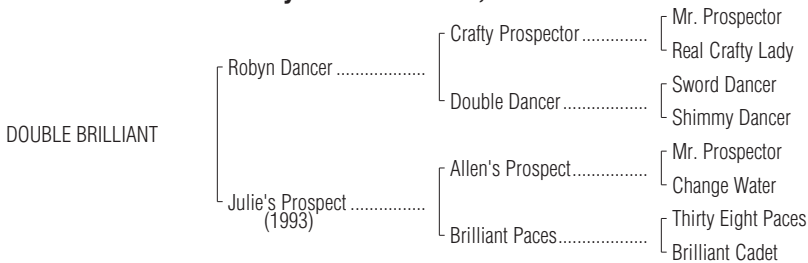 Mr. Prospector
Crafty Prospector ..............
Real Crafty Lady
Robyn Dancer ...................
Sword Dancer
Double Dancer ..................
Shimmy Dancer
DOUBLE BRILLIANT
Mr. Prospector
Allen's Prospect ................
Change Water
Julie's Prospect ................
(1993)
Thirty Eight Paces
Brilliant Paces ...................
Brilliant Cadet